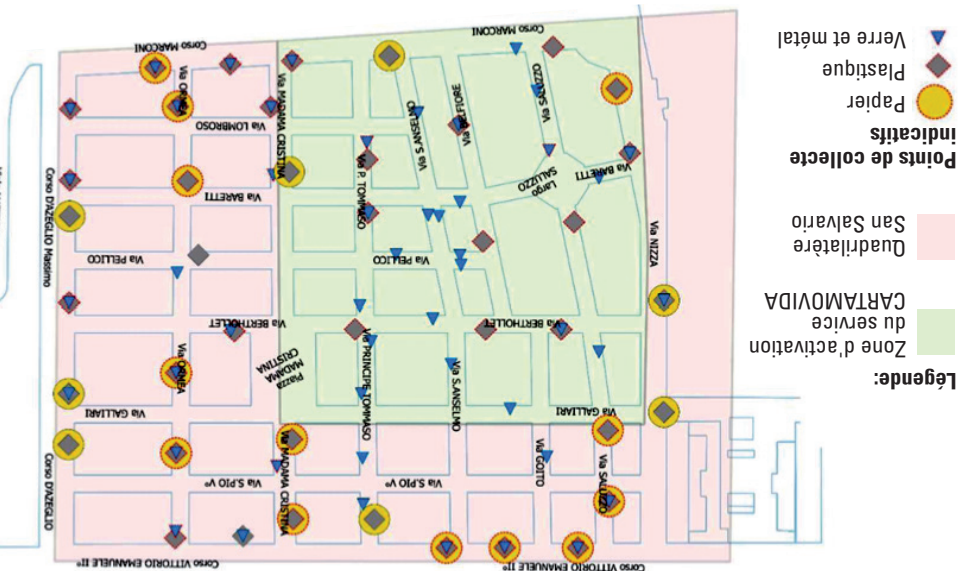 Légende:
Zone d'activation
du service
CARTAMOVIDA
Quadrilatère
San Salvario
Points de collecte
indicatifs
Papier
Plastique
Verre et métal
Corso VITTORIO EMANUELE II°
Corso VITTORIO EMANUELE II°
Via SALUZZO
Via GOITO
Via S.PIO V°
Via MADAMA CRISTINA
Via S.PIO V°
Corso D'AZEGLIO
Via GALLIARI
Via GALLIARI
Via S.ANSELMO
Via PRINCIPE TOMMASO
Piazza
MADAMA
CRISTINA
Via ORMEA
Via BERTHOLLET
Via BERTHOLLET
Via NIZZA
Via PELLICO
Via PELLICO
Corso D'AZEGLIO Massimo
Via BARETTI
Largo
SALUZZO
Via P. TOMMASO
Via BARETTI
Via SALUZZO
Via BELFIORE
Via S.ANSELMO
Via MADAMA CRISTINA
Via LOMBROSO
Via ORMEA
Corso MARCONI
Corso MARCONI